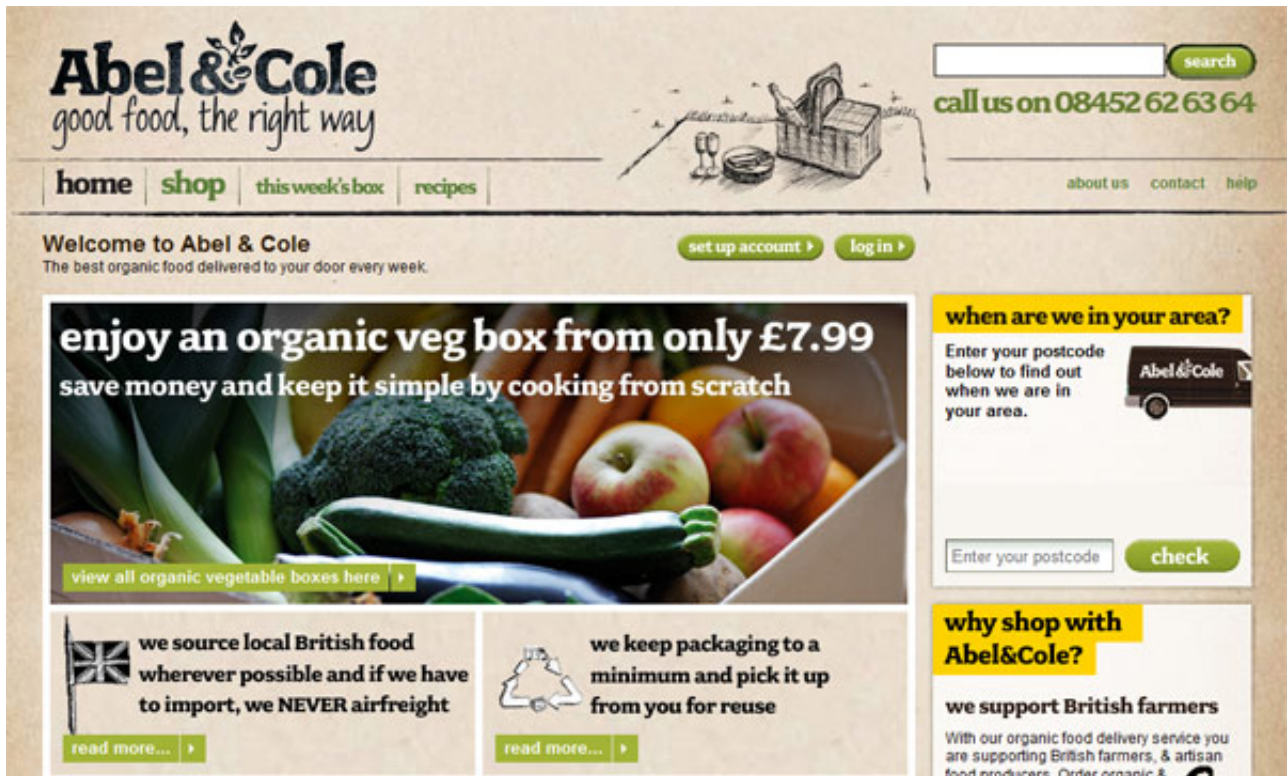 Abel & Cole
good food, the right way
search
call us on 08452 62 63 64
home shop this week's box recipes
about us contact help
Welcome to Abel & Cole
The best organic food delivered to your door every week.
set up account log in
enjoy an organic veg box from only £7.99
save money and keep it simple by cooking from scratch
view all organic vegetable boxes here
we source local British food
wherever possible and if we have
to import, we NEVER airfreight
read more...
we keep packaging to a
minimum and pick it up
from you for reuse
read more...
when are we in your area?
Enter your postcode
below to find out
when we are in
your area.
Abel & Cole
Enter your postcode
check
why shop with
Abel&Cole?
we support British farmers
With our organic food delivery service you
are supporting British farmers, & artisan
food producers. Order organic &